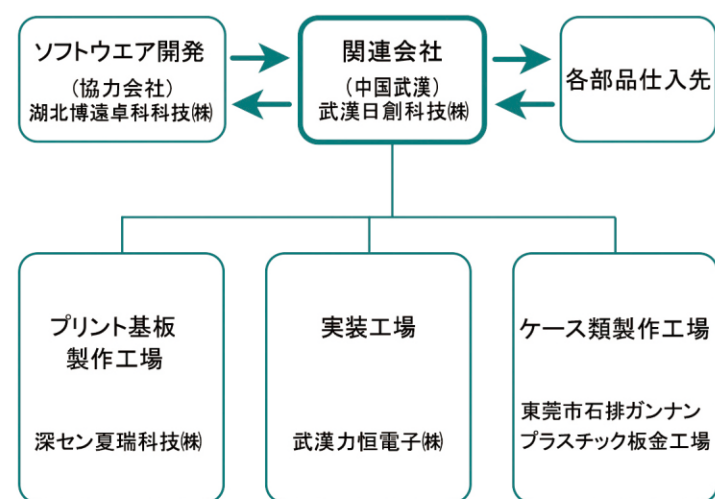 ソフトウエア開発
(協力会社)
湖北博遠卓科科技㈱
関連会社
(中国武漢)
武漢日創科技㈱
各部品仕入先
プリント基板
製作工場
深セン夏瑞科技㈱
実装工場
武漢力恒電子㈱
ケース類製作工場
東莞市石排ガンナン
プラスチック板金工場